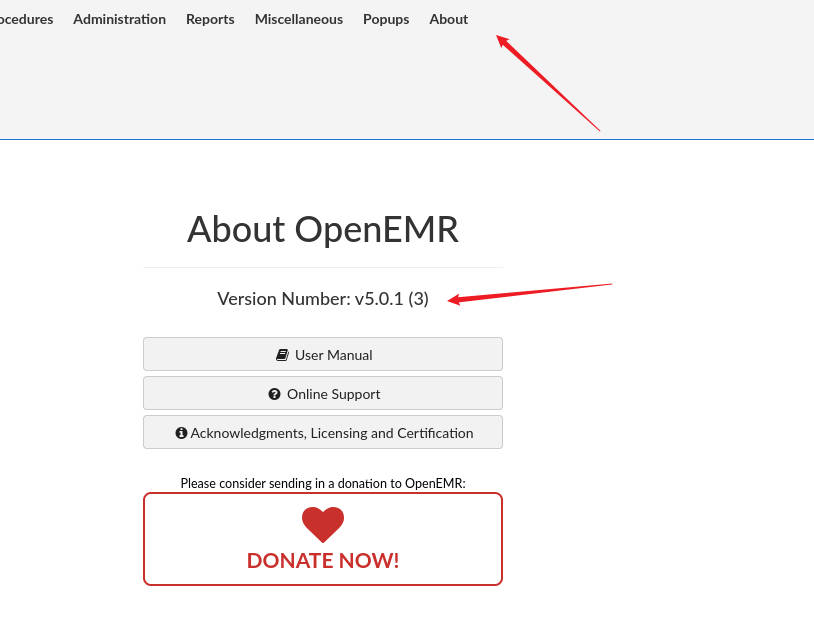 ocedures Administration Reports Miscellaneous Popups About
About OpenEMR
Version Number: v5.0.1 (3)
User Manual
Online Support
Acknowledgments, Licensing and Certification
Please consider sending in a donation to OpenEMR:
DONATE NOW!